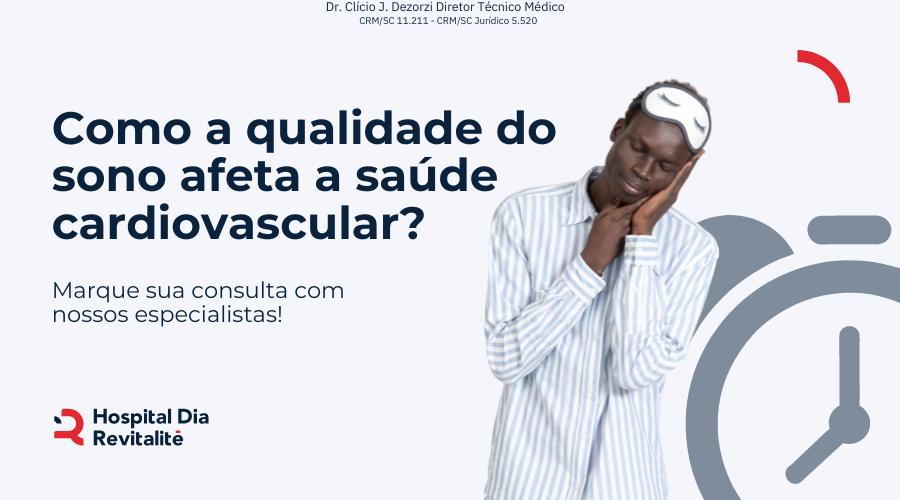 Dr. Clício J. Dezorzi Diretor Técnico Médico
CRM/SC 11.211 - CRM/SC Jurídico 5.520
Como a qualidade do
sono afeta a saúde
cardiovascular?
Marque sua consulta com
nossos especialistas!
Hospital Dia
Revitalitê